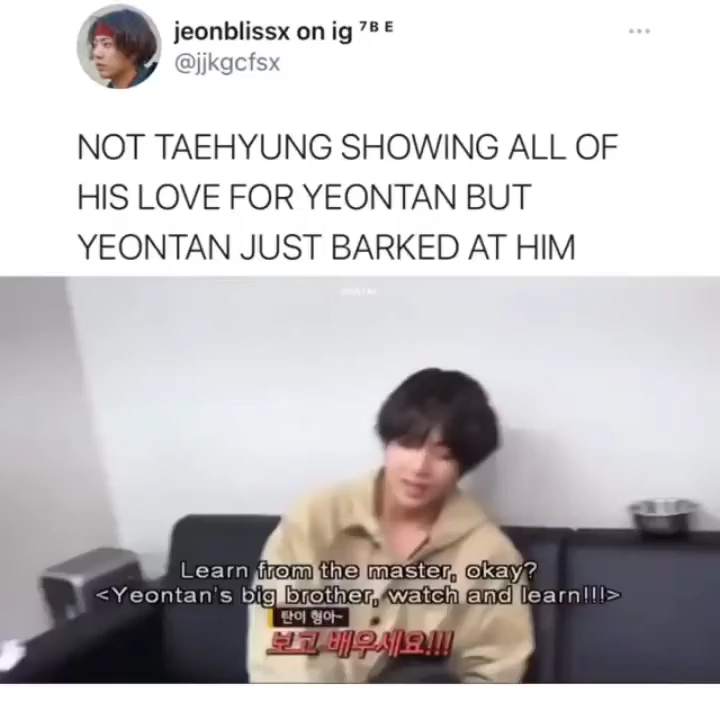 jeonblissx on ig ⁷ᴮ ᴱ
@jjkgcfsx
NOT TAEHYUNG SHOWING ALL OF
HIS LOVE FOR YEONTAN BUT
YEONTAN JUST BARKED AT HIM
Learn from the master, okay?
<Yeontan's big brother, watch and learn!!!>
탄이 형아~
보고 배우세요!!!